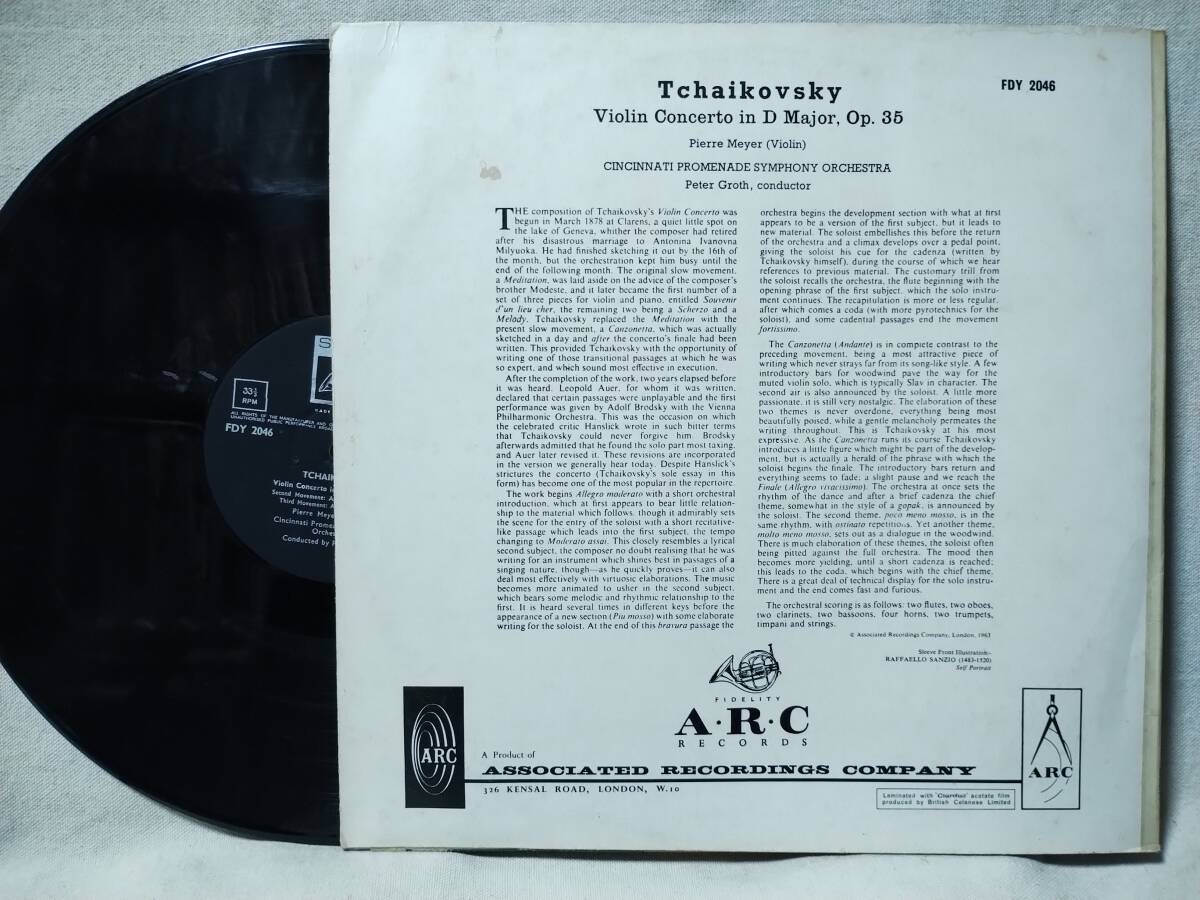 Tchaikovsky
FDY 2046
Violin Concerto in D Major, Op. 35
Pierre Meyer (Violin)
CINCINNATI PROMENADE SYMPHONY ORCHESTRA
Peter Groth, conductor
THE composition of Tchaikovsky's Violin Concerto was
begun in March 1878 at Clarens, a quiet little spot on
the lake of Geneva, whither the composer had retired
after his disastrous marriage to Antonina Ivanovna
Milyuoka. He had finished sketching it out by the 16th of
the month, but the orchestration kept him busy until the
end of the following month. The original slow movement,
a Meditation, was laid aside on the advice of the composer's
brother Modeste, and it later became the first number of a
set of three pieces for violin and piano, entitled Souvenir
d'un lieu cher, the remaining two being a Scherzo and a
Melody. Tchaikovsky replaced the Meditation with the
present slow movement, a Canzonetta, which was actually
sketched in a day and after the concerto's finale had been
written. This provided Tchaikovsky with the opportunity of
writing one of those transitional passages at which he was
so expert, and which sound most effective in execution.
After the completion of the work, two years elapsed before
it was heard. Leopold Auer, for whom it was written,
declared that certain passages were unplayable and the first
performance was given by Adolf Brodsky with the Vienna
Philharmonic Orchestra. This was the occasion on which
the celebrated critic Hanslick wrote in such bitter terms
that Tchaikovsky could never forgive him Brodsky
afterwards admitted that he found the solo part most taxing,
and Auer later revised it. These revisions are incorporated
in the version we generally hear today. Despite Hanslick's
strictures the concerto (Tchaikovsky's sole essay in this
form) has become one of the most popular in the repertoire.
The work begins Allegro moderato with a short orchestral
introduction, which at first appears to bear little relation-
ship to the material which follows, though it admirably sets
the scene for the entry of the soloist with a short recitative-
like passage which leads into the first subject, the tempo
changing to Moderato assai. This closely resembles a lyrical
second subject, the composer no doubt realising that he was
writing for an instrument which shines best in passages of a
singing nature, though—as he quickly proves—it can also
deal most effectively with virtuosic elaborations. The music
becomes more animated to usher in the second subject,
which bears some melodic and rhythmic relationship to the
first. It is heard several times in different keys before the
appearance of a new section (Piu mosso) with some elaborate
writing for the soloist. At the end of this bravura passage the
orchestra begins the development section with what at first
appears to be a version of the first subject, but it leads to
new material. The soloist embellishes this before the return
of the orchestra and a climax develops over a pedal point,
giving the soloist his cue for the cadenza (written by
Tchaikovsky himself), during the course of which we hear
references to previous material. The customary trill from
the soloist recalls the orchestra, the flute beginning with the
opening phrase of the first subject, which the solo instru-
ment continues. The recapitulation is more or less regular,
after which comes a coda (with more pyrotechnics for the
soloist), and some cadential passages end the movement
fortissimo.
The Canzonetta (Andante) is in complete contrast to the
preceding movement, being a most attractive piece of
writing which never strays far from its song-like style. A few
introductory bars for woodwind pave the way for the
muted violin solo, which is typically Slav in character. The
second air is also announced by the soloist. A little more
passionate, it is still very nostalgic. The elaboration of these
two themes is never overdone, everything being most
beautifully poised, while a gentle melancholy permeates the
writing throughout. This is Tchaikovsky at his most
expressive. As the Canzonetta runs its course Tchaikovsky
introduces a little figure which might be part of the develop-
ment, but is actually a herald of the phrase with which the
soloist begins the finale. The introductory bars return and
everything seems to fade; a slight pause and we reach the
Finale (Allegro vivacissimo). The orchestra at once sets the
rhythm of the dance and after a brief cadenza the chief
theme, somewhat in the style of a gopak, is announced by
the soloist. The second theme, poco meno mosso, is in the
same rhythm, with ostinato repetitions. Yet another theme,
molto meno mosso, sets out as a dialogue in the woodwind.
There is much elaboration of these themes, the soloist often
being pitted against the full orchestra. The mood then
becomes more yielding, until a short cadenza is reached;
this leads to the coda, which begins with the chief theme.
There is a great deal of technical display for the solo instru-
ment and the end comes fast and furious.
The orchestral scoring is as follows: two flutes, two oboes,
two clarinets, two bassoons, four horns, two trumpets,
timpani and strings.
© Associated Recordings Company, London, 1963
Sleeve Front Illustration:-
RAFFAELLO SANZIO (1483-1520)
Self Portrait
FIDELITY
A·R·C
RECORDS
ARC
A Product of
ASSOCIATED RECORDINGS COMPANY
326 KENSAL ROAD, LONDON, W.10
ARC
Laminated with 'Clarifoil' acetate film
produced by British Celanese Limited
33⅓
RPM
MADE
ALL RIGHTS OF THE MANUFACTURER AND
UNAUTHORISED PUBLIC PERFORMANCE
FDY 2046
TCHAI
Violin Concerto in
Second Movement: A
Third Movement: A
Pierre Meye
Cincinnati Promen
Orches
Conducted by P